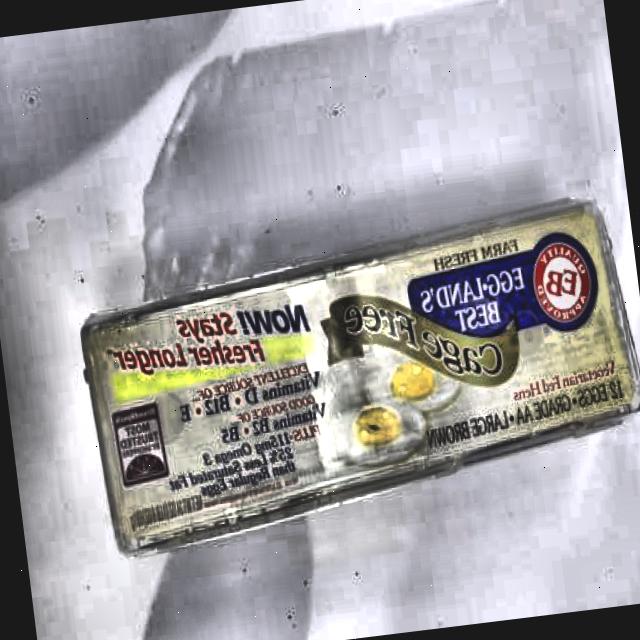 FARM FRESH
EGG·LAND'S
BEST
QUALITY
EB
APPROVED
Cage Free
Vegetarian Fed Hens
12 EGGS • GRADE AA • LARGE BROWN
NOW! Stays
Fresher Longer*
EXCELLENT SOURCE OF...
Vitamins D • B12 • E
GOOD SOURCE OF
Vitamins B2 • B5
PLUS 115mg Omega 3
25% Less Saturated Fat
than Regular Eggs
MOST
TRUSTED